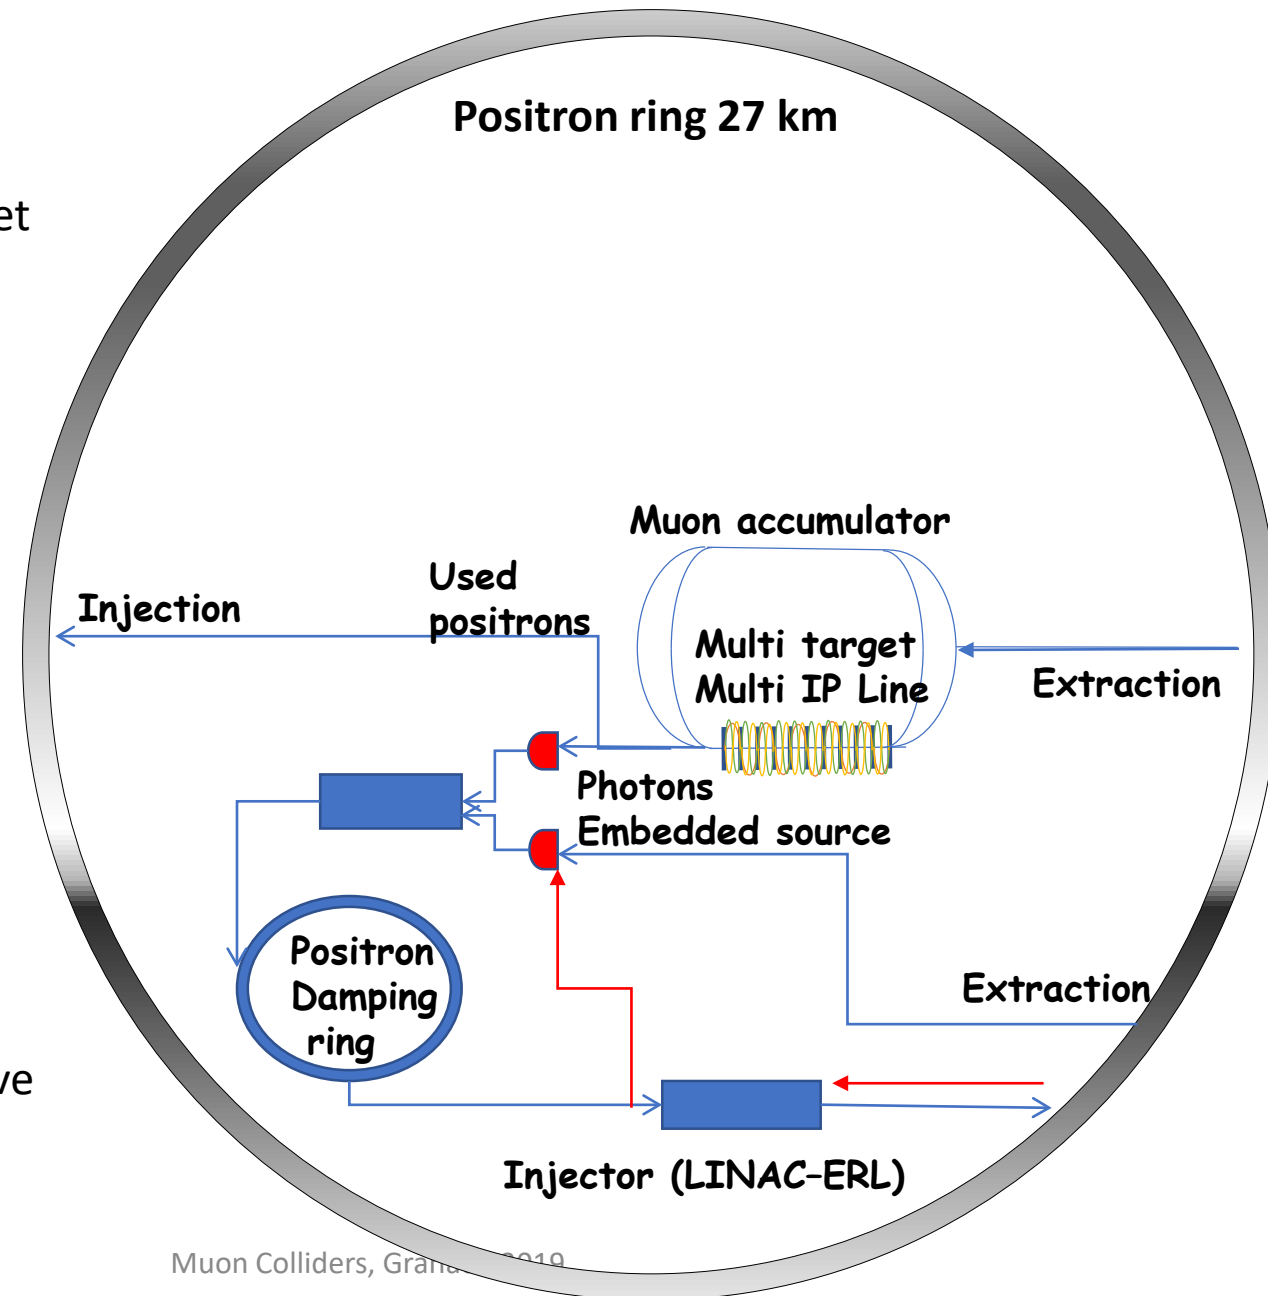 Positron ring 27 km
et
Muon accumulator
Used
positrons
Injection
Multi target
Multi IP Line
Extraction
Photons
Embedded source
Positron
Damping
ring
Extraction
ve
Injector (LINAC-ERL)
Muon Colliders, 2019